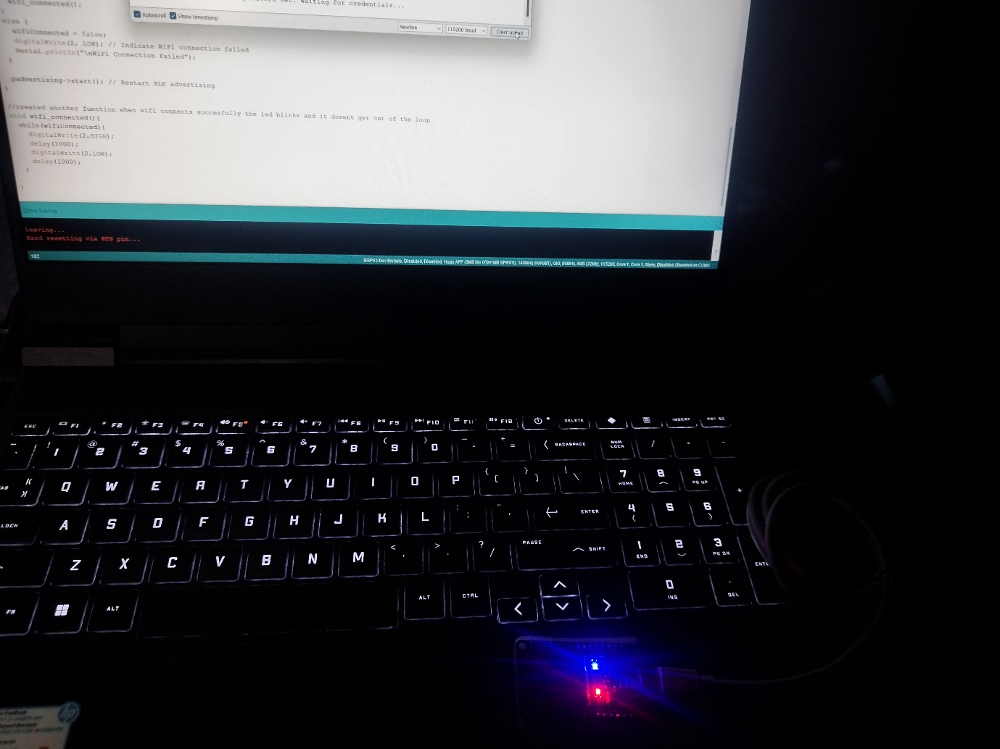 wifi_connected();
}
else {
wifiConnected = false;
digitalWrite(2, LOW); // Indicate WiFi connection failed
Serial.println("\nWiFi Connection Failed");
}
padvertising->start(); // Restart BLE advertising
}
//created another function when wifi connects succesfully the led blinks and it dosent get out of the loop
void wifi_connected(){
while(wifiConnected){
digitalWrite(2,HIGH);
delay(1000);
digitalWrite(2,LOW);
delay(1000);
}
}
set. Waiting for credentials...
Autoscroll Show timestamp
Newline 115200 baud Clear output
Done Saving
Leaving...
Hard resetting via RTS pin...
102
ESP32 Dev Module, Disabled, Disabled, Huge APP (3MB No OTA/1MB SPIFFS), 240MHz (WiFi/BT), QIO, 80MHz, 4MB (32Mb), 115200, Core 1, Core 1, None, Disabled, Disabled on COM3
ESC F1 F2 F3 F4 F5 F6 F7 F8 F9 F10 F11 F12 DELETE INSERT PRT SC
~ ` ! 1 @ 2 # 3 $ 4 % 5 ^ 6 & 7 * 8 ( 9 ) 0 _ - + = BACKSPACE NUM LOCK / * -
Q W E R T Y U I O P { [ } ] | \ 7 HOME 8 9 PG UP +
LOCK A S D F G H J K L : ; " ' ENTER 4 5 6
Z X C V B N M < , > . ? / PAUSE SHIFT 1 END 2 3 PG DN
FN ALT ALT CTRL 0 INS . DEL
hp